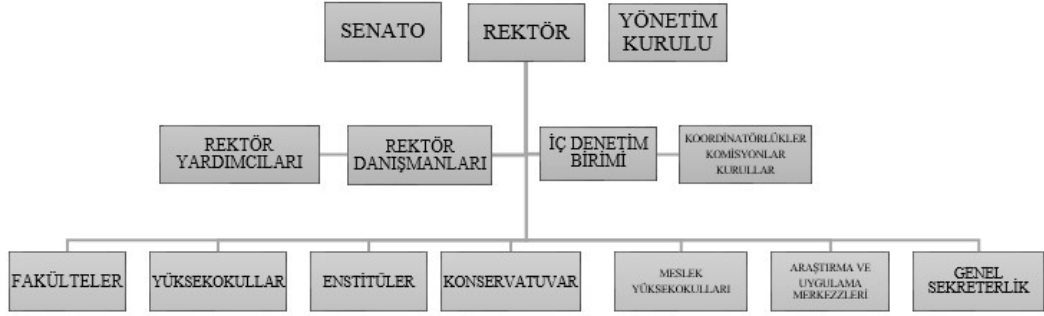 SENATO
REKTÖR
YÖNETİM
KURULU
REKTÖR
YARDIMCILARI
REKTÖR
DANIŞMANLARI
İÇ DENETİM
BİRİMİ
KOORDİNATÖRLÜKLER
KOMİSYONLAR
KURULLAR
FAKÜLTELER
YÜKSEKOKULLAR
ENSTİTÜLER
KONSERVATUVAR
MESLEK
YÜKSEKOKULLARI
ARAŞTIRMA VE
UYGULAMA
MERKEZZLERİ
GENEL
SEKRETERLİK